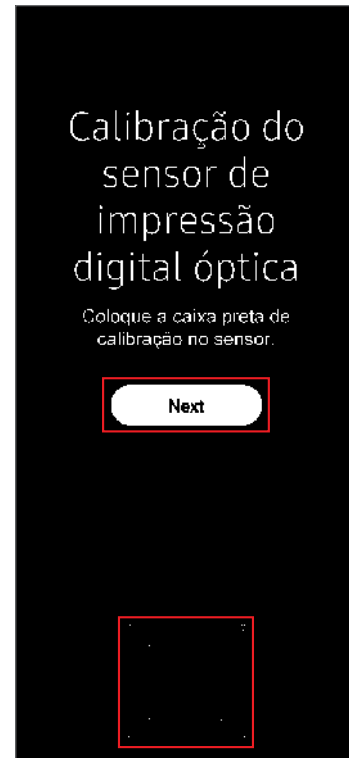 Calibração do
sensor de
impressão
digital óptica
Coloque a caixa preta de
calibração no sensor.
Next